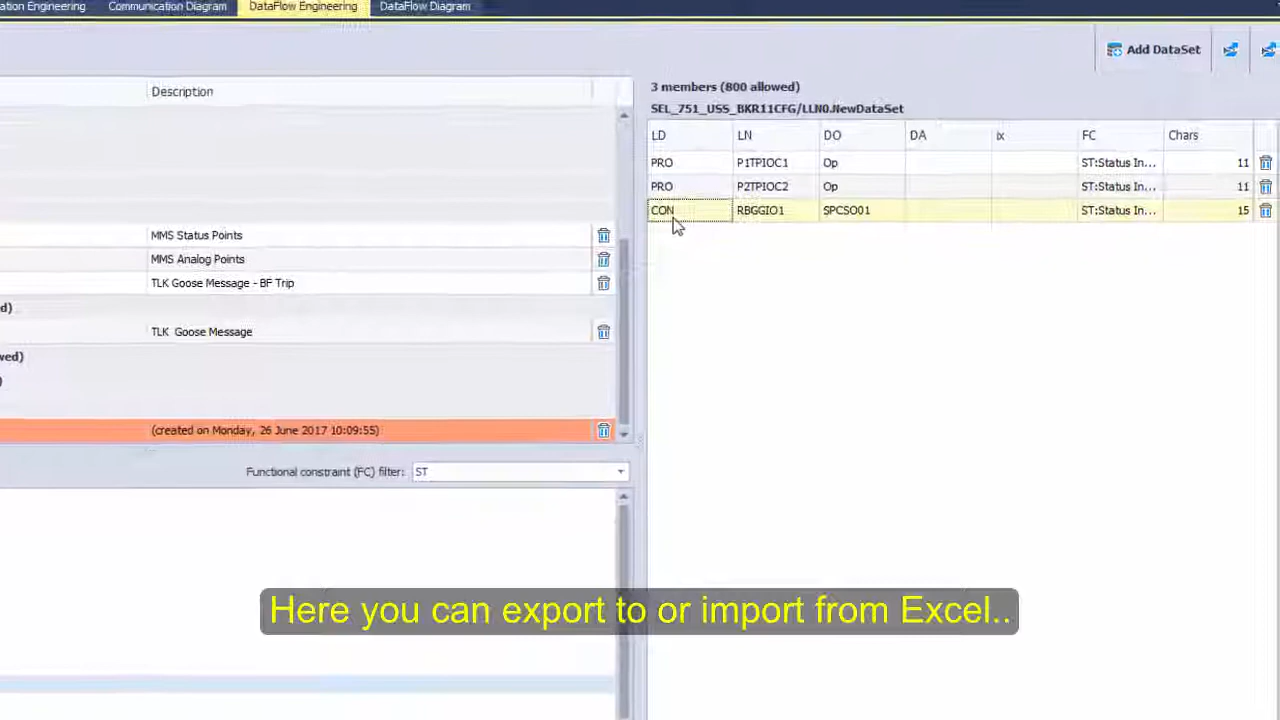 ation Engineering Communication Diagram DataFlow Engineering DataFlow Diagram
Add DataSet
Description
MMS Status Points
MMS Analog Points
TLK Goose Message - BF Trip
d)
TLK Goose Message
wed)
)
(created on Monday, 26 June 2017 10:09:55)
Functional constraint (FC) filter: ST
3 members (800 allowed)
SEL_751_USS_BKR11CFG/LLN0.NewDataSet
LD LN DO DA ix FC Chars
PRO P1TPIOC1 Op ST:Status In... 11
PRO P2TPIOC2 Op ST:Status In... 11
CON RBGGIO1 SPCSO01 ST:Status In... 15
Here you can export to or import from Excel..